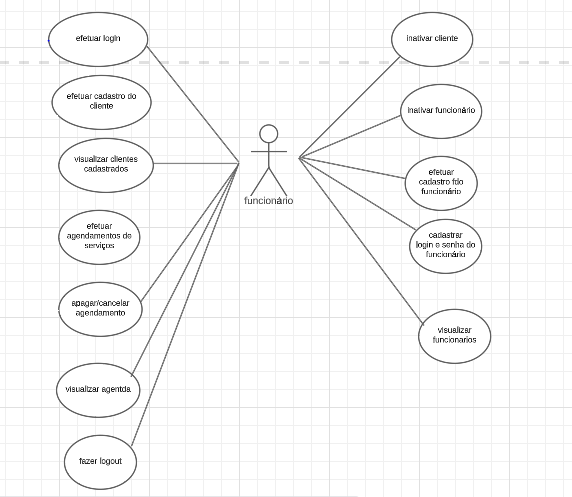 efetuar login
efetuar cadastro do
cliente
visualizar clientes
cadastrados
efetuar
agendamentos de
serviços
apagar/cancelar
agendamento
visualizar agentda
fazer logout
funcionário
inativar cliente
inativar funcionário
efetuar
cadastro fdo
funcionário
cadastrar
login e senha do
funcionário
visualizar
funcionarios